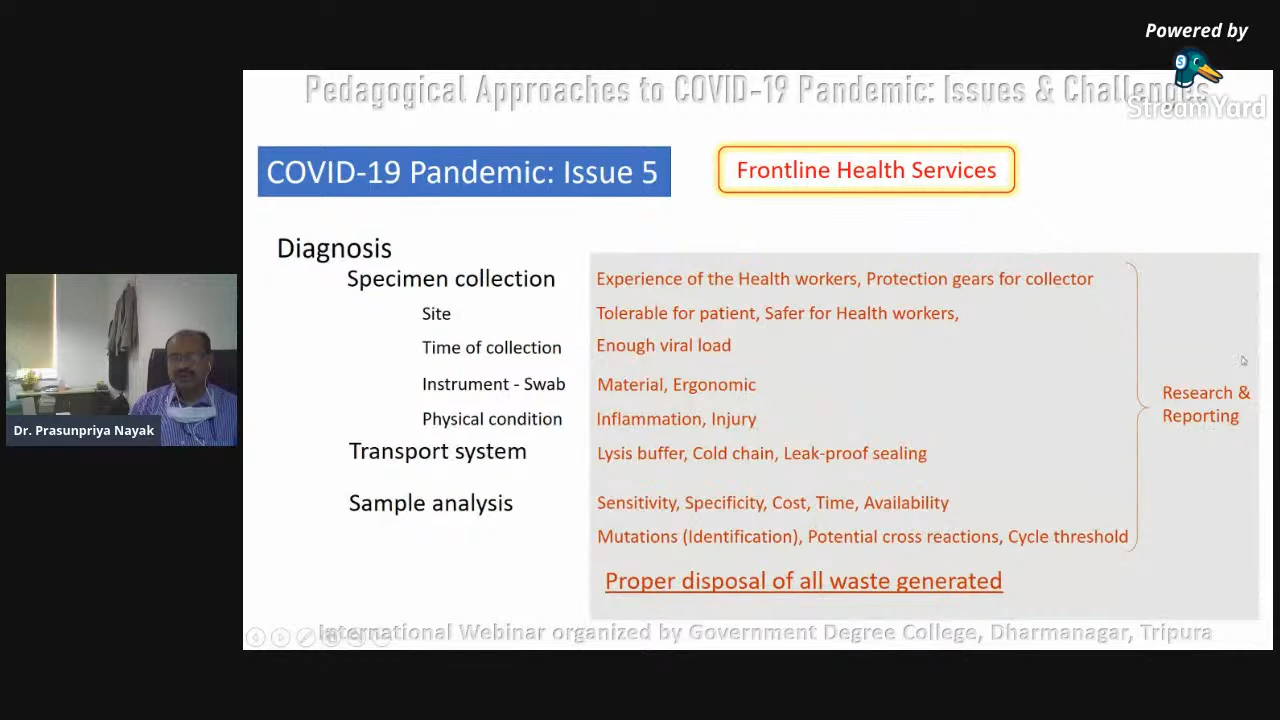 Powered by
StreamYard
Pedagogical Approaches to COVID-19 Pandemic: Issues & Challenges
COVID-19 Pandemic: Issue 5
Frontline Health Services
Diagnosis
Specimen collection
Experience of the Health workers, Protection gears for collector
Site
Tolerable for patient, Safer for Health workers,
Time of collection
Enough viral load
Instrument - Swab
Material, Ergonomic
Physical condition
Inflammation, Injury
Transport system
Lysis buffer, Cold chain, Leak-proof sealing
Sample analysis
Sensitivity, Specificity, Cost, Time, Availability
Mutations (Identification), Potential cross reactions, Cycle threshold
Research &
Reporting
Proper disposal of all waste generated
International Webinar organized by Government Degree College, Dharmanagar, Tripura
Dr. Prasunpriya Nayak